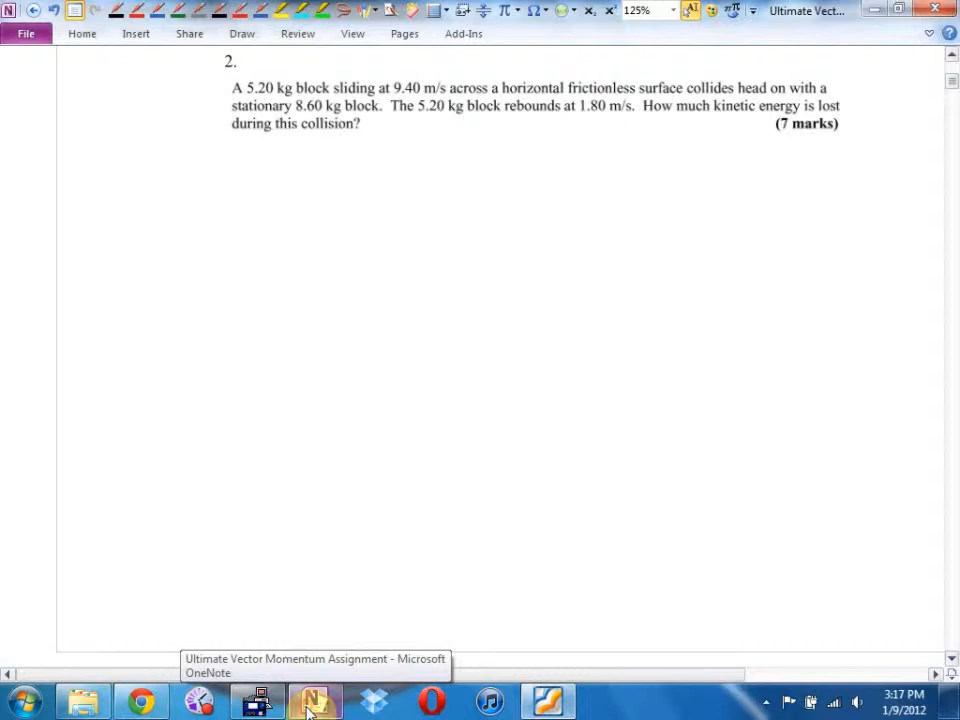 125%
Ultimate Vect...
File Home Insert Share Draw Review View Pages Add-Ins
2.
A 5.20 kg block sliding at 9.40 m/s across a horizontal frictionless surface collides head on with a
stationary 8.60 kg block. The 5.20 kg block rebounds at 1.80 m/s. How much kinetic energy is lost
during this collision? (7 marks)
Ultimate Vector Momentum Assignment - Microsoft
OneNote
3:17 PM
1/9/2012